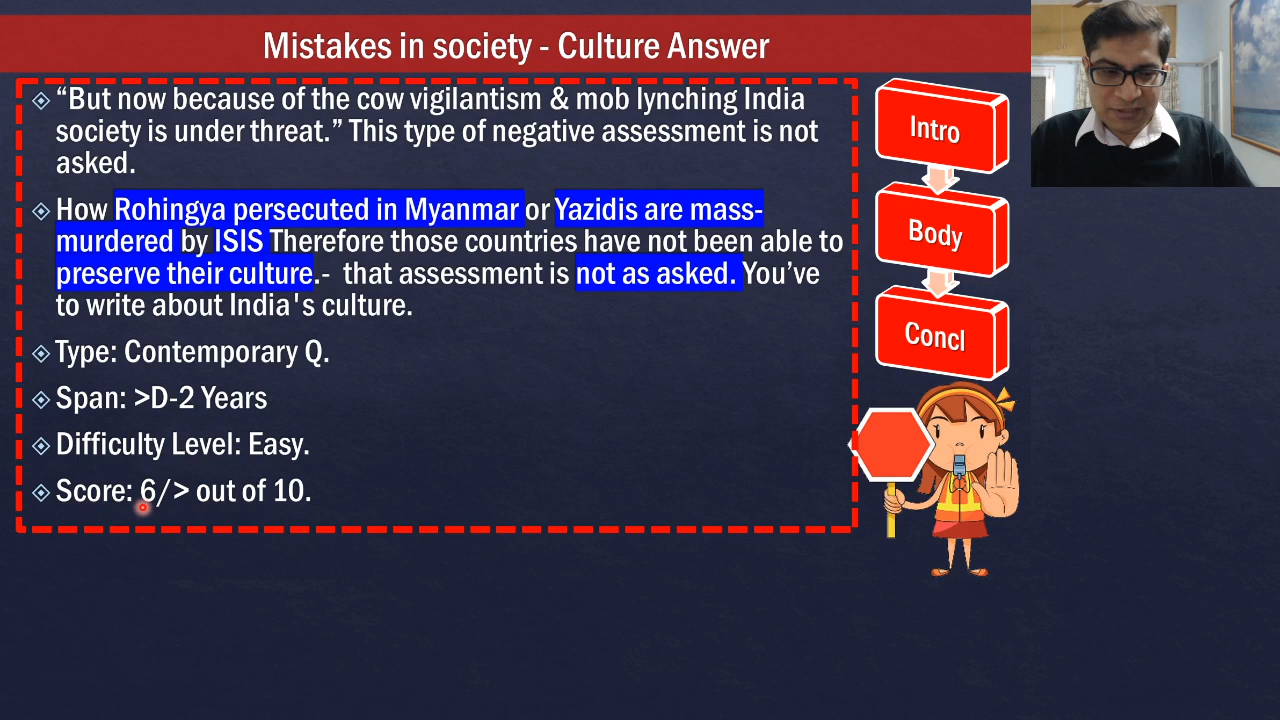 Mistakes in society - Culture Answer
“But now because of the cow vigilantism & mob lynching India
society is under threat.” This type of negative assessment is not
asked.
How Rohingya persecuted in Myanmar or Yazidis are mass-
murdered by ISIS Therefore those countries have not been able to
preserve their culture.- that assessment is not as asked. You’ve
to write about India's culture.
Type: Contemporary Q.
Span: >D-2 Years
Difficulty Level: Easy.
Score: 6/> out of 10.
Intro
Body
Concl